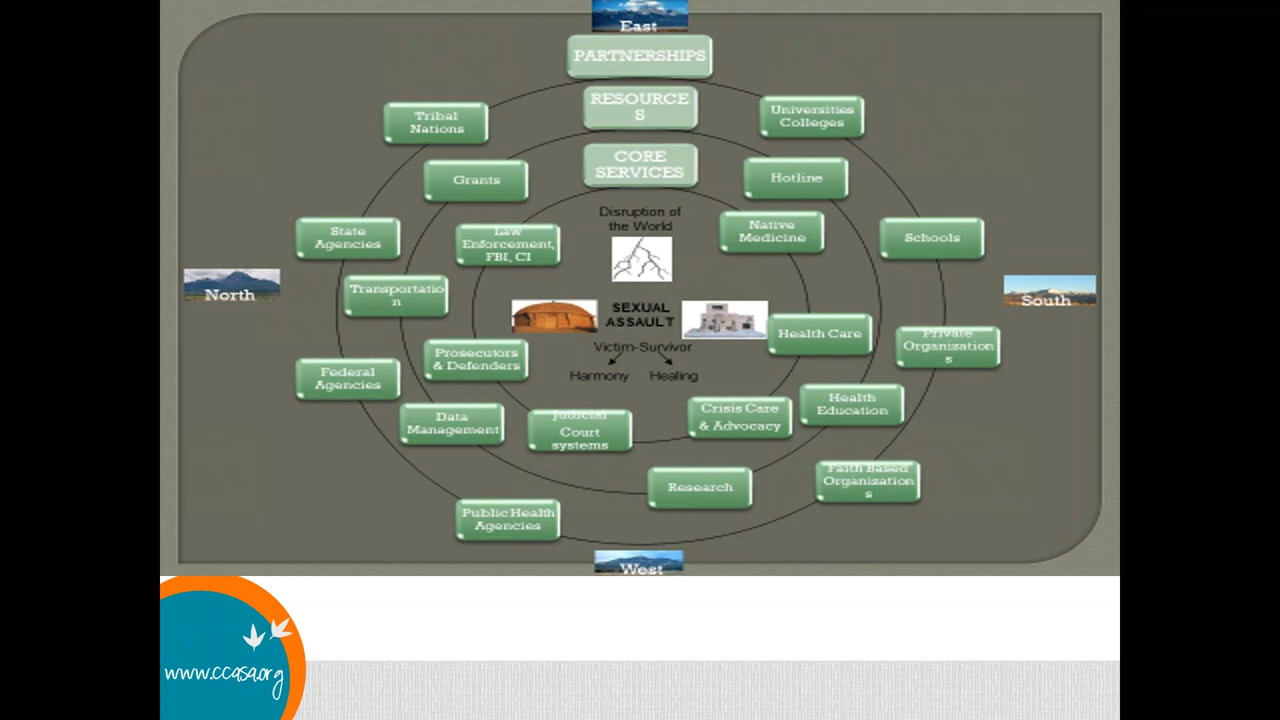 East
PARTNERSHIPS
RESOURCE
S
CORE
SERVICES
Tribal
Nations
Universities
Colleges
Grants
Hotline
Disruption of
the World
Law
Enforcement,
FBI, CI
Native
Medicine
State
Agencies
Schools
North
South
Transportatio
n
SEXUAL
ASSAULT
Health Care
Victim-Survivor
Harmony Healing
Prosecutors
& Defenders
Private
Organization
s
Federal
Agencies
Data
Management
Judicial
Court
systems
Crisis Care
& Advocacy
Health
Education
Research
Faith Based
Organization
s
Public Health
Agencies
West
www.ccasa.org